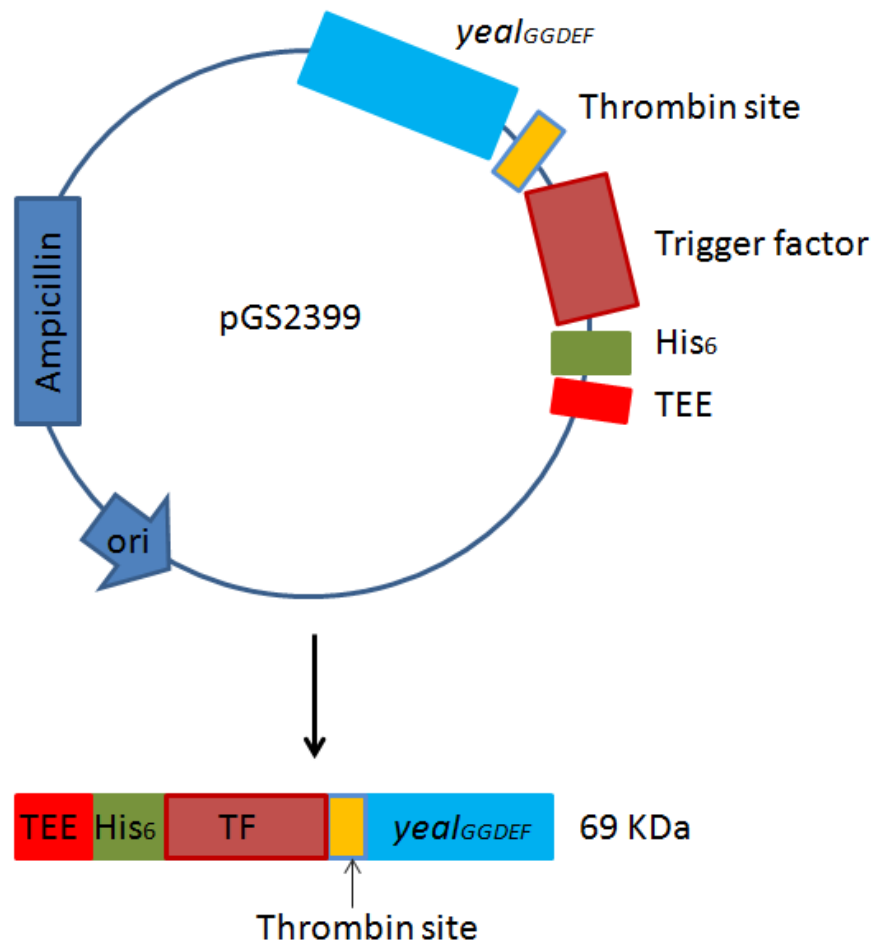 yeaIGGDEF
Thrombin site
Trigger factor
pGS2399
His6
TEE
Ampicillin
ori
TEE His6 TF yeaIGGDEF 69 KDa
Thrombin site